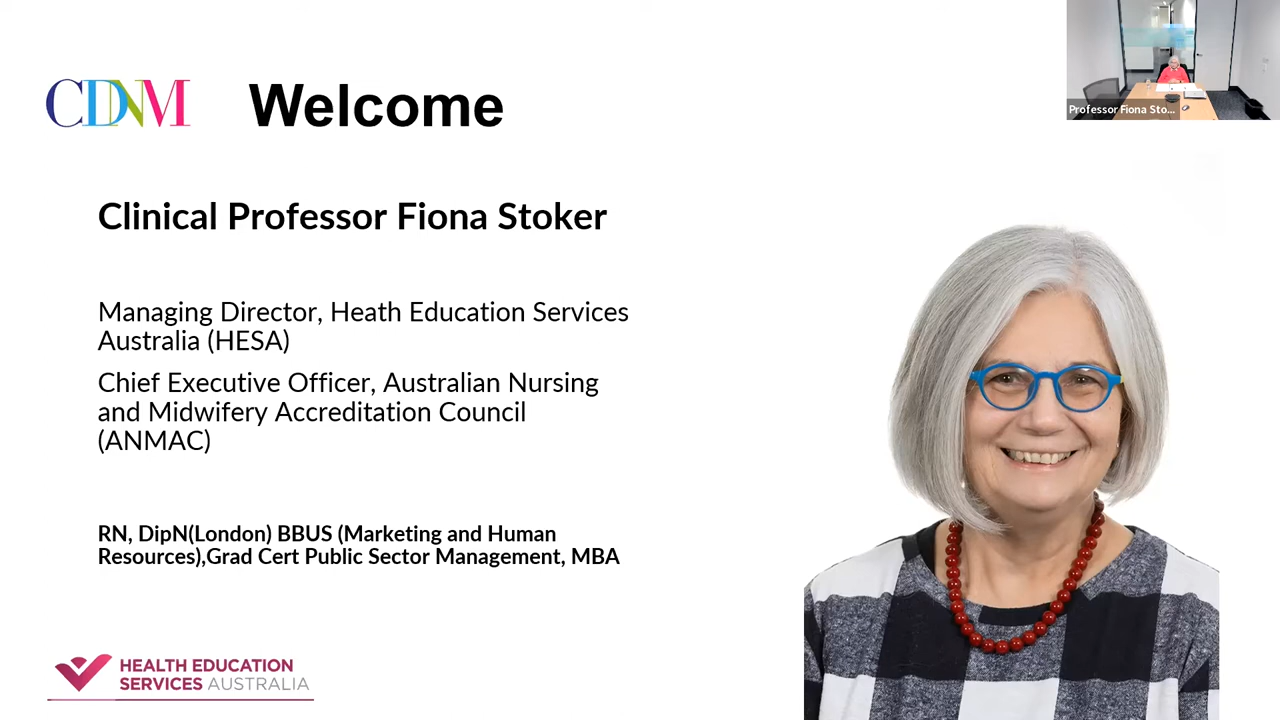 CDNM
Welcome
Professor Fiona Sto...
Clinical Professor Fiona Stoker
Managing Director, Heath Education Services
Australia (HESA)
Chief Executive Officer, Australian Nursing
and Midwifery Accreditation Council
(ANMAC)
RN, DipN(London) BBUS (Marketing and Human
Resources),Grad Cert Public Sector Management, MBA
HEALTH EDUCATION
SERVICES AUSTRALIA